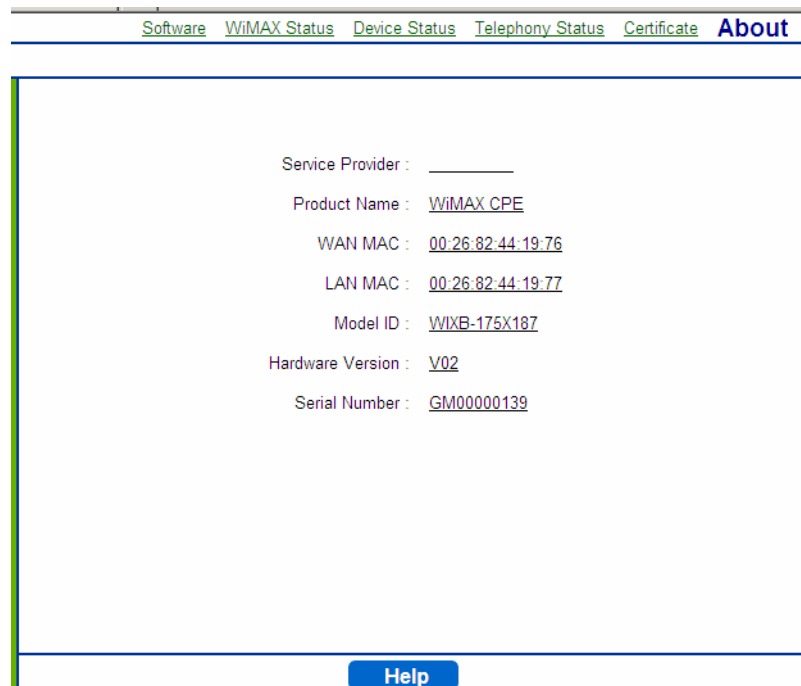 Software WiMAX Status Device Status Telephony Status Certificate About
Service Provider :
Product Name : WiMAX CPE
WAN MAC : 00:26:82:44:19:76
LAN MAC : 00:26:82:44:19:77
Model ID : WIXB-175X187
Hardware Version : V02
Serial Number : GM00000139
Help